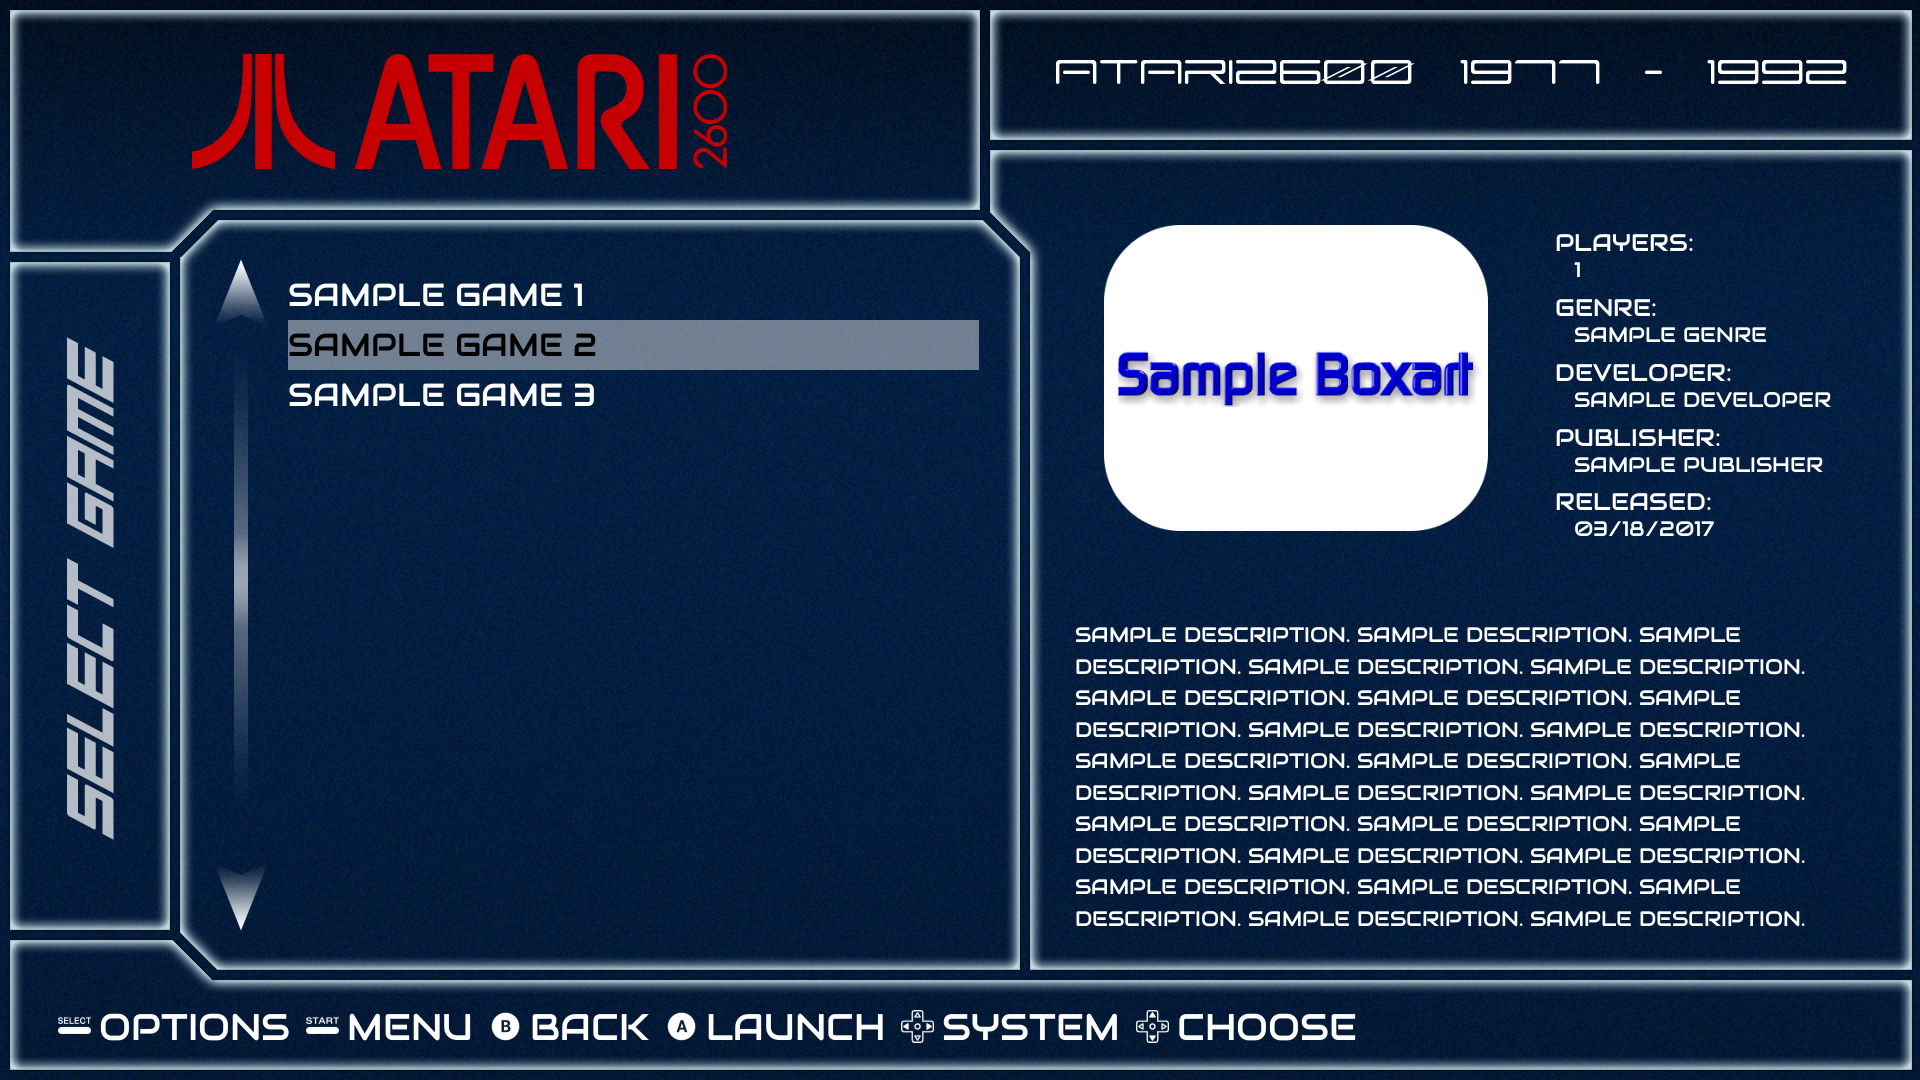 ATARI 2600
ATARI2600 1977 - 1992
SELECT GAME
SAMPLE GAME 1
SAMPLE GAME 2
SAMPLE GAME 3
Sample Boxart
PLAYERS:
1
GENRE:
SAMPLE GENRE
DEVELOPER:
SAMPLE DEVELOPER
PUBLISHER:
SAMPLE PUBLISHER
RELEASED:
03/18/2017
SAMPLE DESCRIPTION. SAMPLE DESCRIPTION. SAMPLE
DESCRIPTION. SAMPLE DESCRIPTION. SAMPLE DESCRIPTION.
SAMPLE DESCRIPTION. SAMPLE DESCRIPTION. SAMPLE
DESCRIPTION. SAMPLE DESCRIPTION. SAMPLE DESCRIPTION.
SAMPLE DESCRIPTION. SAMPLE DESCRIPTION. SAMPLE
DESCRIPTION. SAMPLE DESCRIPTION. SAMPLE DESCRIPTION.
SAMPLE DESCRIPTION. SAMPLE DESCRIPTION. SAMPLE
DESCRIPTION. SAMPLE DESCRIPTION. SAMPLE DESCRIPTION.
SAMPLE DESCRIPTION. SAMPLE DESCRIPTION. SAMPLE
DESCRIPTION. SAMPLE DESCRIPTION. SAMPLE DESCRIPTION.
SELECT OPTIONS START MENU B BACK A LAUNCH SYSTEM CHOOSE